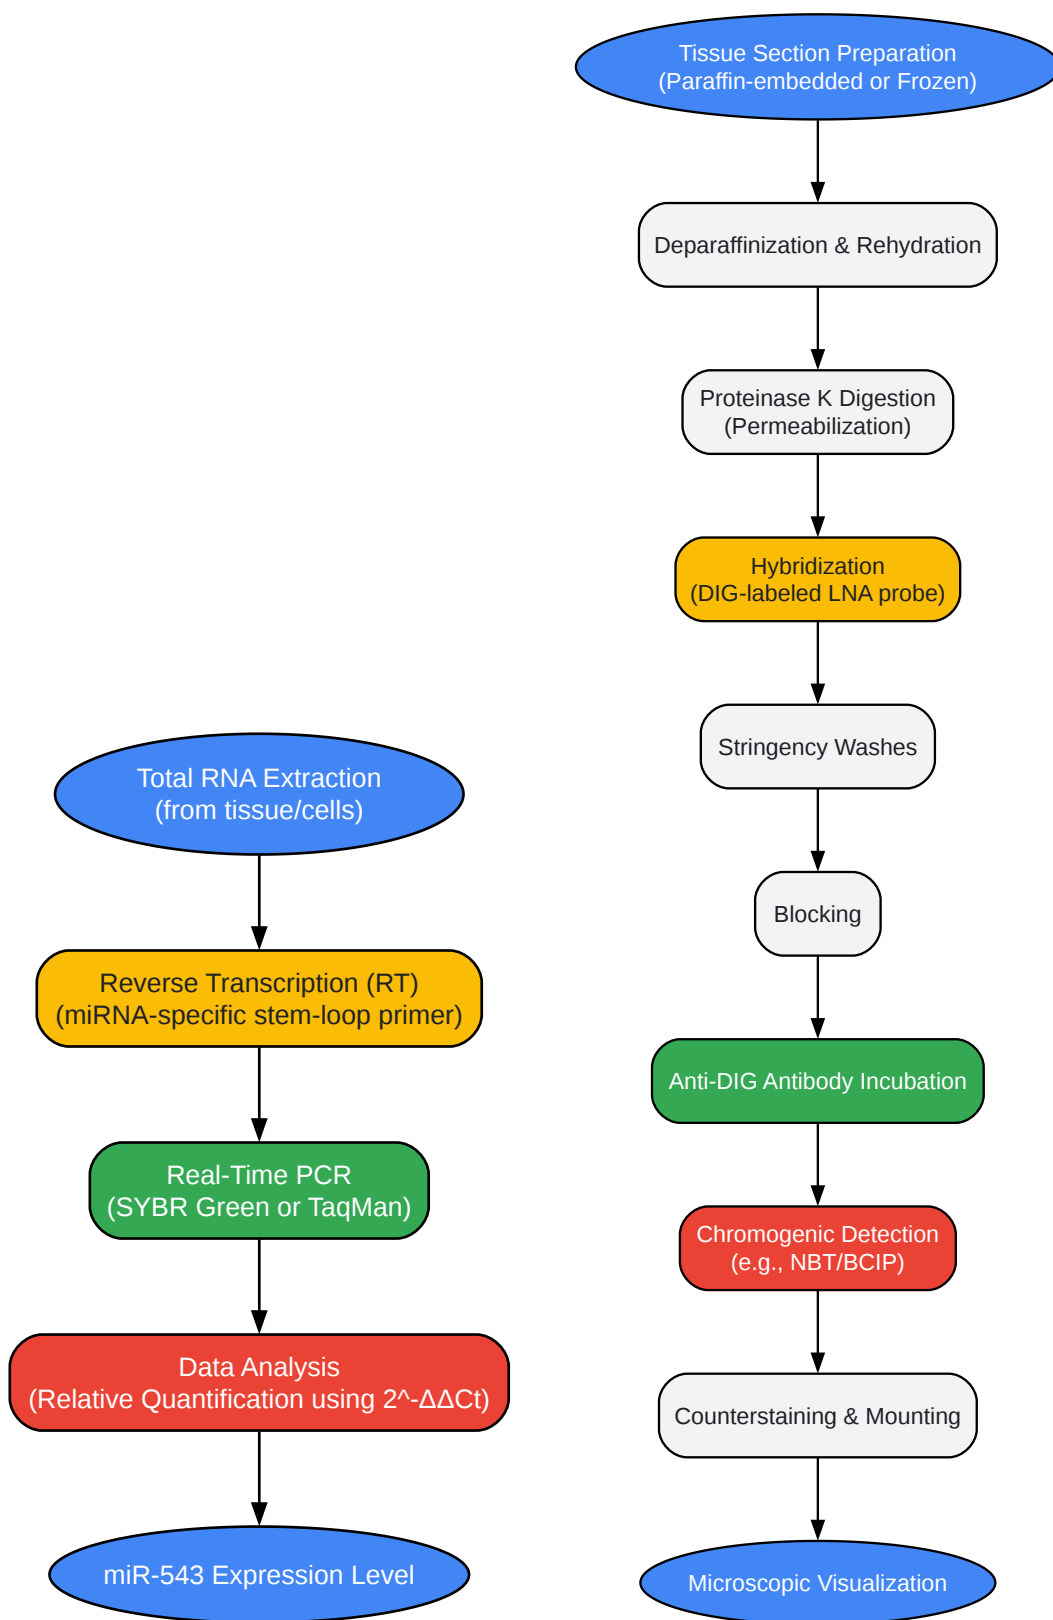 Total RNA Extraction
(from tissue/cells)
Reverse Transcription (RT)
(miRNA-specific stem-loop primer)
Real-Time PCR
(SYBR Green or TaqMan)
Data Analysis
(Relative Quantification using 2^-ΔΔCt)
miR-543 Expression Level
Tissue Section Preparation
(Paraffin-embedded or Frozen)
Deparaffinization & Rehydration
Proteinase K Digestion
(Permeabilization)
Hybridization
(DIG-labeled LNA probe)
Stringency Washes
Blocking
Anti-DIG Antibody Incubation
Chromogenic Detection
(e.g., NBT/BCIP)
Counterstaining & Mounting
Microscopic Visualization